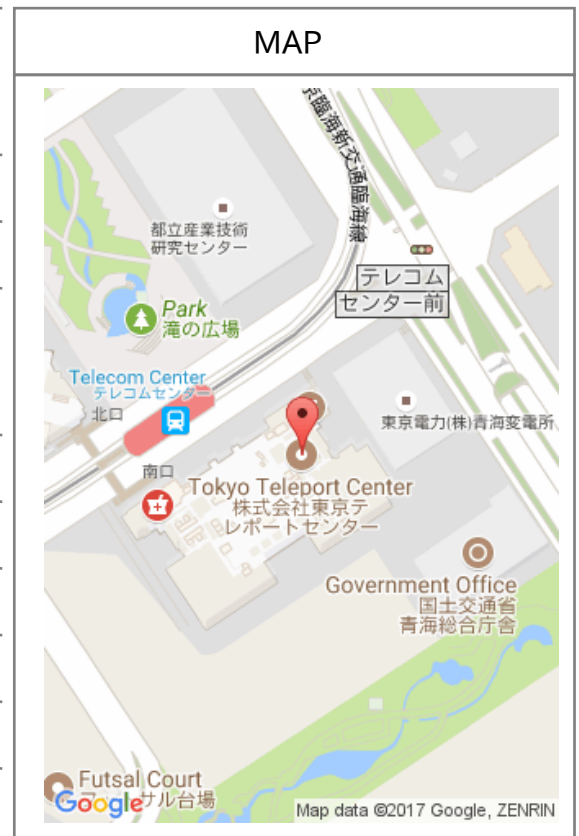 MAP
京臨海新交通臨海線
都立産業技術
研究センター
テレコム
センター前
Park
滝の広場
Telecom Center
テレコムセンター
北口
東京電力(株)青海変電所
南口
Tokyo Teleport Center
株式会社東京テ
レポートセンター
Government Office
国土交通省
青海総合庁舎
Futsal Court
サル台場
Google
Map data ©2017 Google, ZENRIN